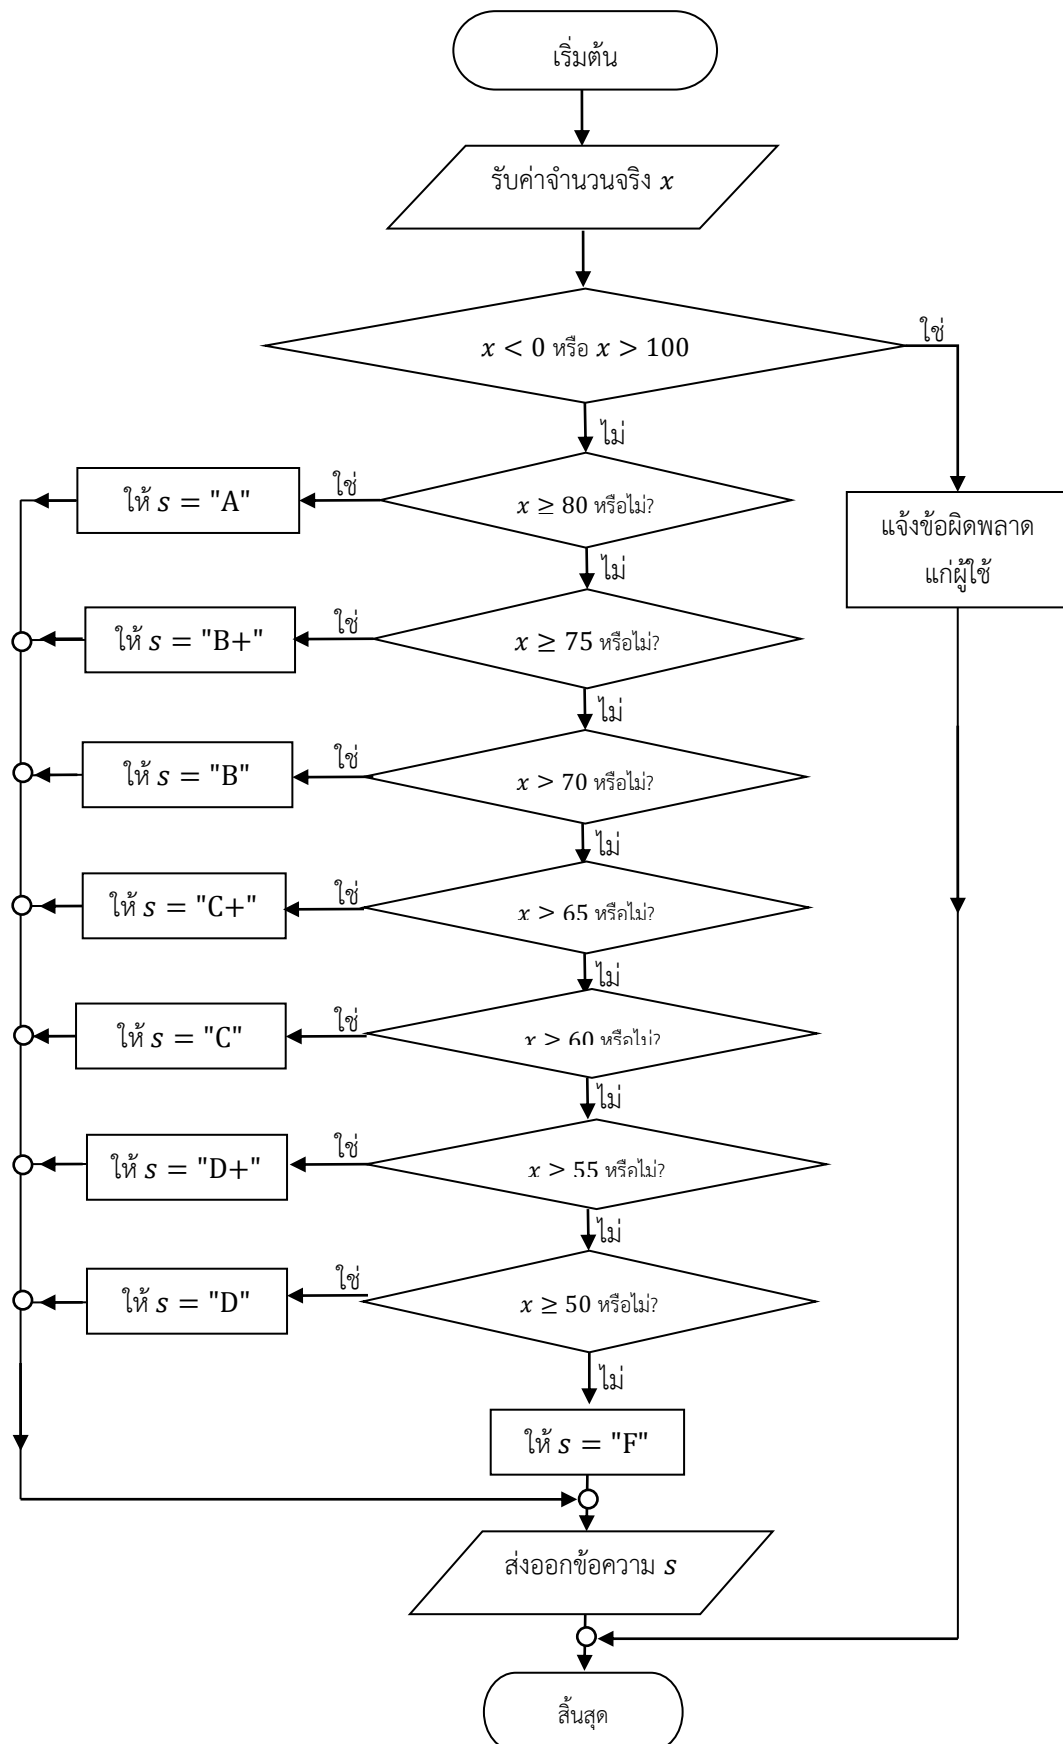 เริ่มต้น
รับค่าจำนวนจริง x
x < 0 หรือ x > 100
ใช่
ไม่
ให้ s = "A"
ใช่
x ≥ 80 หรือไม่?
แจ้งข้อผิดพลาด
แก่ผู้ใช้
ไม่
ให้ s = "B+"
ใช่
x ≥ 75 หรือไม่?
ไม่
ให้ s = "B"
ใช่
x > 70 หรือไม่?
ไม่
ให้ s = "C+"
ใช่
x > 65 หรือไม่?
ไม่
ให้ s = "C"
ใช่
x > 60 หรือไม่?
ไม่
ให้ s = "D+"
ใช่
x > 55 หรือไม่?
ไม่
ให้ s = "D"
ใช่
x ≥ 50 หรือไม่?
ไม่
ให้ s = "F"
ส่งออกข้อความ s
สิ้นสุด